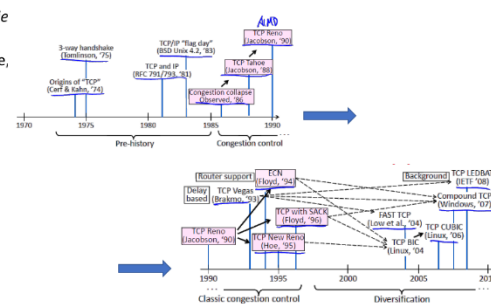 AIMD
TCP Reno
(Jacobson, '90)
3-way handshake
(Tomlinson, '75)
TCP/IP "flag day"
(BSD Unix 4.2, '83)
TCP Tahoe
(Jacobson, '88)
Origins of "TCP"
(Cerf & Kahn, '74)
TCP and IP
(RFC 791/793, '81)
Congestion collapse
Observed, '86
1970
1975
1980
1985
1990
Pre-history
Congestion control
...
Router support
ECN
(Floyd, '94)
Background
TCP LEDBAT
(IETF '08)
Delay
based
TCP Vegas
(Brakmo, '93)
Compound TCP
(Windows, '07)
TCP with SACK
(Floyd, '96)
FAST TCP
(Low et al., '04)
TCP Reno
(Jacobson, '90)
TCP New Reno
(Hoe, '95)
TCP BIC
(Linux, '04
TCP CUBIC
(Linux, '06)
1990
1995
2000
2005
201
Classic congestion control
...
Diversification